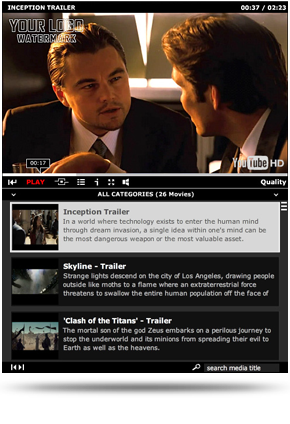 INCEPTION TRAILER 00:37 / 02:23
YOUR LOGO
WATERMARK
YouTube HD
00:17
PLAY Quality
ALL CATEGORIES (26 Movies)
Inception Trailer
In a world where technology exists to enter the human mind
through dream invasion, a single idea within one's mind can be
the most dangerous weapon or the most valuable asset.
Skyline - Trailer
Strange lights descend on the city of Los Angeles, drawing people
outside like moths to a flame where an extraterrestrial force
threatens to swallow the entire human population off the face of
'Clash of the Titans' - Trailer
The mortal son of the god Zeus embarks on a perilous journey to
stop the underworld and its minions from spreading their evil to
Earth as well as the heavens.
search media title